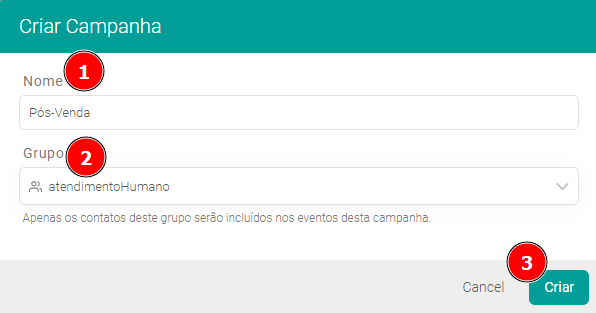 Criar Campanha
1
Nome
Pós-Venda
2
Grupo
atendimentoHumano
Apenas os contatos deste grupo serão incluídos nos eventos desta campanha.
3
Cancel
Criar